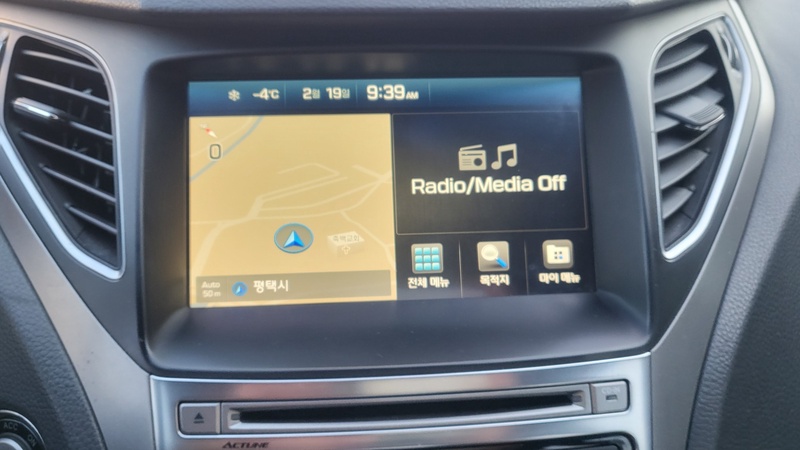 -4°C 2월 19일 9:39 AM
0
Radio/Media Off
Auto
50m
평택시
전체 메뉴
목적지
마이 메뉴
ACTUNE
ACC